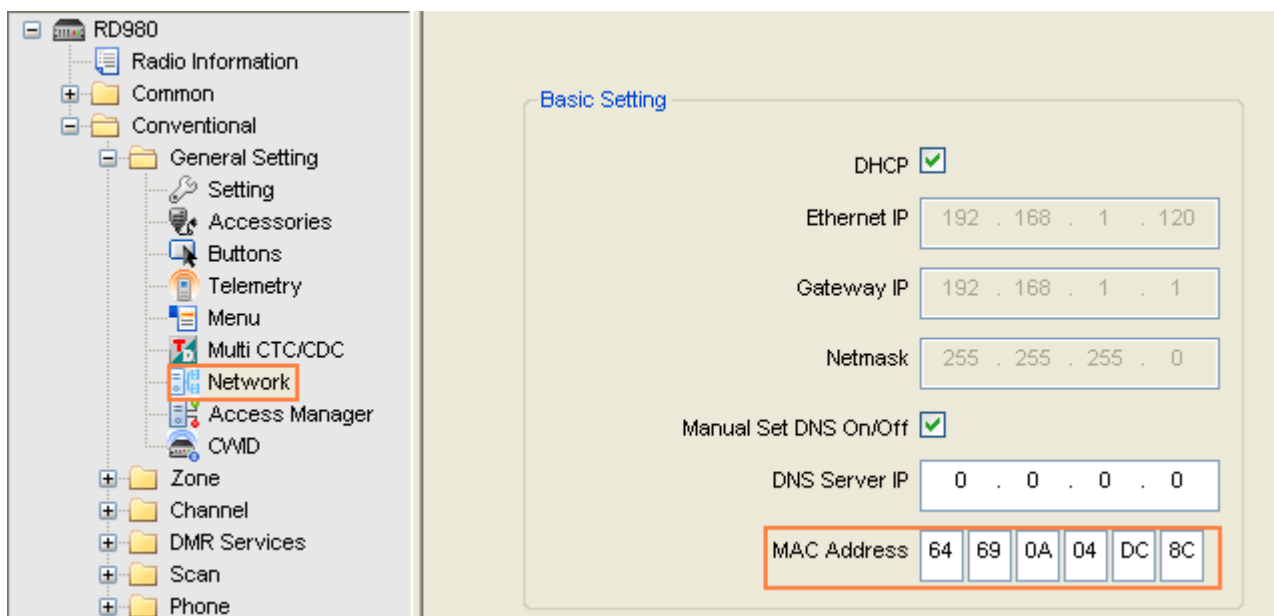 RD980
Radio Information
Common
Conventional
General Setting
Setting
Accessories
Buttons
Telemetry
Menu
Multi CTC/CDC
Network
Access Manager
CWID
Zone
Channel
DMR Services
Scan
Phone
Basic Setting
DHCP
Ethernet IP 192 . 168 . 1 . 120
Gateway IP 192 . 168 . 1 . 1
Netmask 255 . 255 . 255 . 0
Manual Set DNS On/Off
DNS Server IP 0 . 0 . 0 . 0
MAC Address 64 69 0A 04 DC 8C